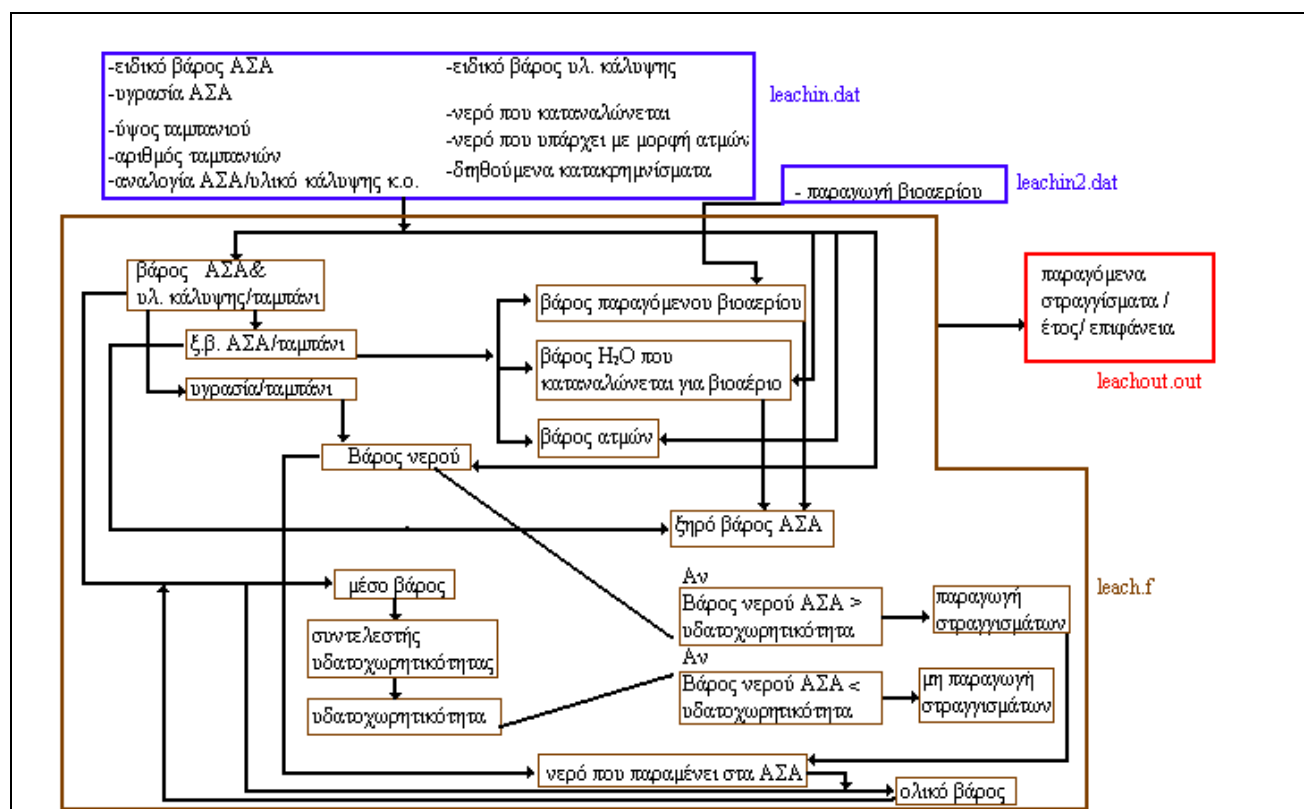 -ειδικό βάρος ΑΣΑ
-υγρασία ΑΣΑ
-ύψος ταμπανιού
-αριθμός ταμπανιών
-αναλογία ΑΣΑ/υλικό κάλυψης κ.ο.
-ειδικό βάρος υλ. κάλυψης
-νερό που καταναλώνεται
-νερό που υπάρχει με μορφή ατμών
-διηθούμενα κατακρημνίσματα
leachin.dat
- παραγωγή βιοαερίου
leachin2.dat
βάρος ΑΣΑ&
υλ. κάλυψης/ταμπάνι
ξ.β. ΑΣΑ/ταμπάνι
υγρασία/ταμπάνι
Βάρος νερού
βάρος παραγόμενου βιοαερίου
βάρος H₂O που
καταναλώνεται για βιοαέριο
βάρος ατμών
ξηρό βάρος ΑΣΑ
παραγόμενα
στραγγίσματα /
έτος/ επιφάνεια
leachout.out
μέσο βάρος
συντελεστής
υδατοχωρητικότητας
υδατοχωρητικότητα
Αν
Βάρος νερού ΑΣΑ >
υδατοχωρητικότητα
παραγωγή
στραγγισμάτων
Αν
Βάρος νερού ΑΣΑ <
υδατοχωρητικότητα
μη παραγωγή
στραγγισμάτων
leach.f
νερό που παραμένει στα ΑΣΑ
ολικό βάρος